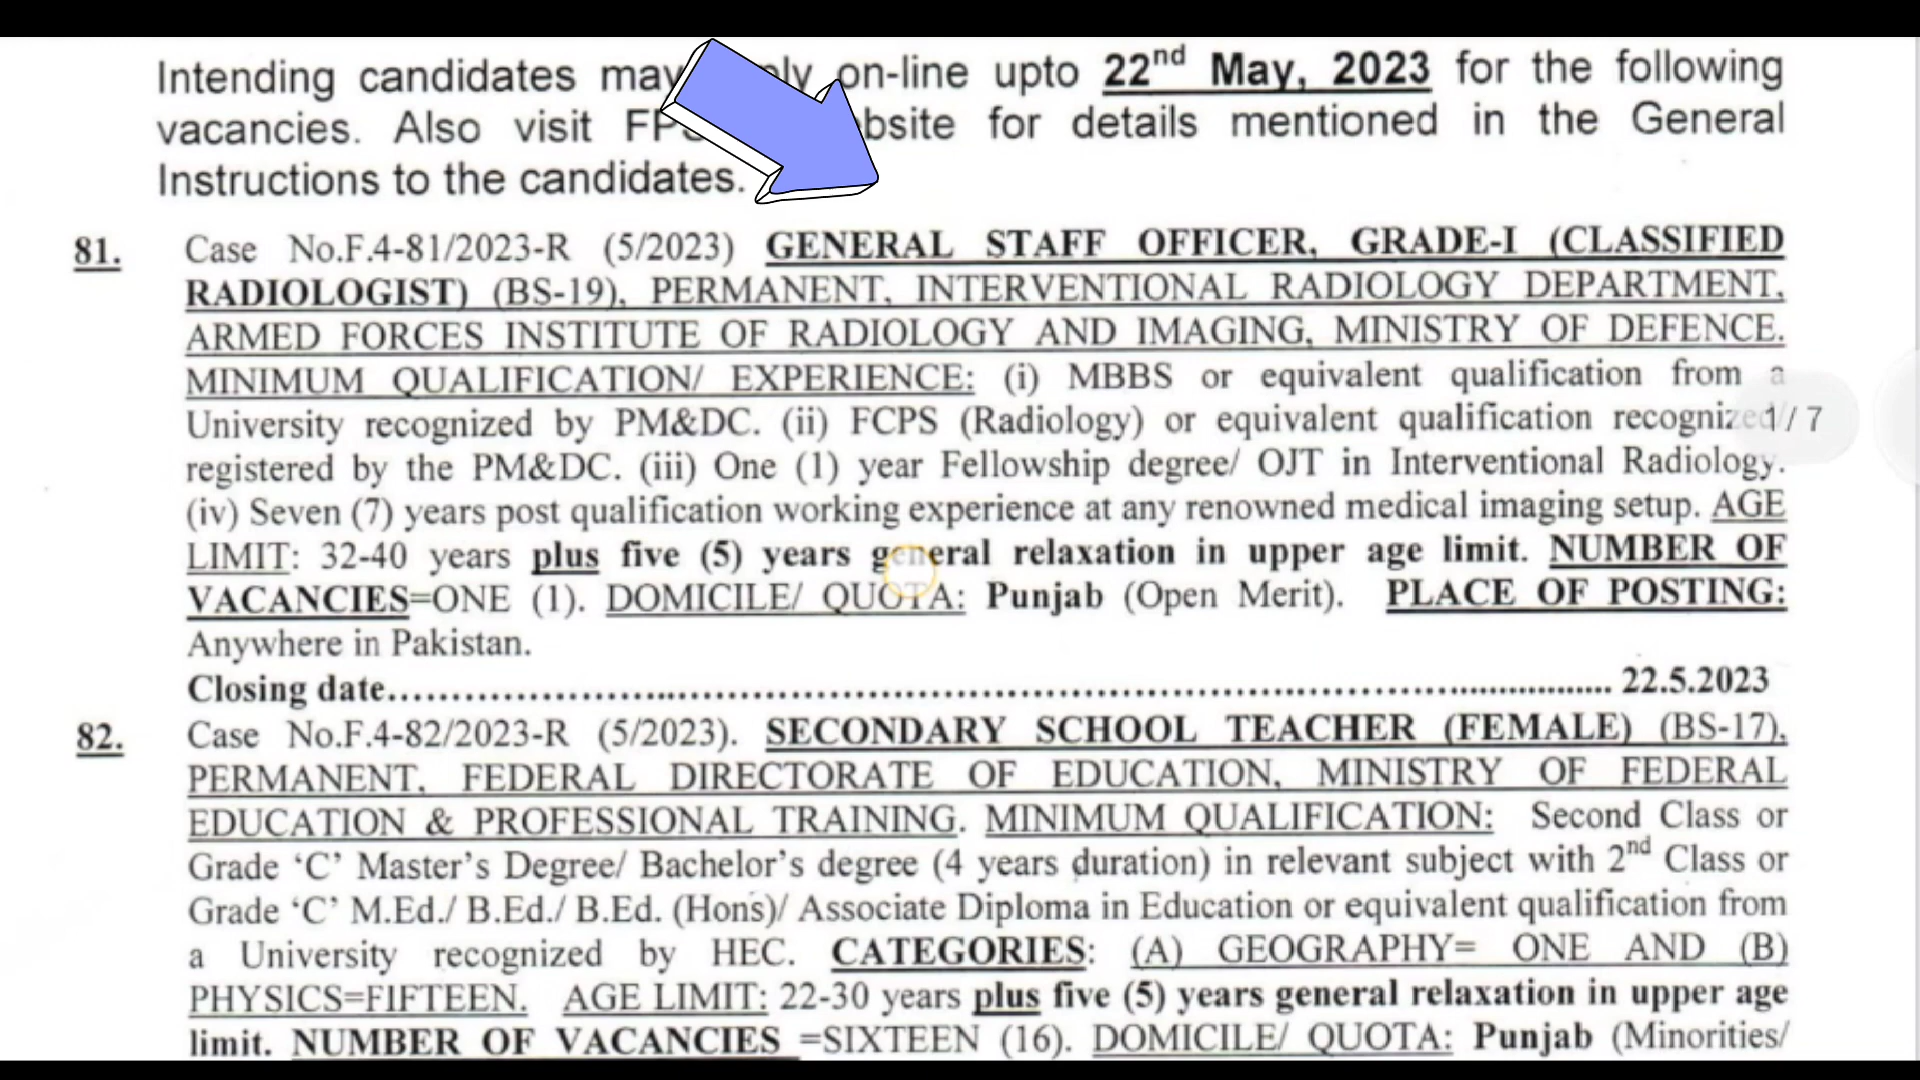 Intending candidates may on-line upto 22nd May, 2023 for the following
vacancies. Also visit for details mentioned in the General
Instructions to the candidates.
81. Case No.F.4-81/2023-R (5/2023) GENERAL STAFF OFFICER, GRADE-I (CLASSIFIED
RADIOLOGIST) (BS-19), PERMANENT, INTERVENTIONAL RADIOLOGY DEPARTMENT,
ARMED FORCES INSTITUTE OF RADIOLOGY AND IMAGING, MINISTRY OF DEFENCE.
MINIMUM QUALIFICATION/ EXPERIENCE: (i) MBBS or equivalent qualification from a
University recognized by PM&DC. (ii) FCPS (Radiology) or equivalent qualification recognized/
1 / 7
registered by the PM&DC. (iii) One (1) year Fellowship degree/ OJT in Interventional Radiology.
(iv) Seven (7) years post qualification working experience at any renowned medical imaging setup. AGE
LIMIT: 32-40 years plus five (5) years general relaxation in upper age limit. NUMBER OF
VACANCIES=ONE (1). DOMICILE/ QUOTA: Punjab (Open Merit). PLACE OF POSTING:
Anywhere in Pakistan.
Closing date................................................................................................ 22.5.2023
82. Case No.F.4-82/2023-R (5/2023). SECONDARY SCHOOL TEACHER (FEMALE) (BS-17),
PERMANENT, FEDERAL DIRECTORATE OF EDUCATION, MINISTRY OF FEDERAL
EDUCATION & PROFESSIONAL TRAINING. MINIMUM QUALIFICATION: Second Class or
Grade ‘C’ Master’s Degree/ Bachelor’s degree (4 years duration) in relevant subject with 2nd Class or
Grade ‘C’ M.Ed./ B.Ed./ B.Ed. (Hons)/ Associate Diploma in Education or equivalent qualification from
a University recognized by HEC. CATEGORIES: (A) GEOGRAPHY= ONE AND (B)
PHYSICS=FIFTEEN. AGE LIMIT: 22-30 years plus five (5) years general relaxation in upper age
limit. NUMBER OF VACANCIES =SIXTEEN (16). DOMICILE/ QUOTA: Punjab (Minorities/